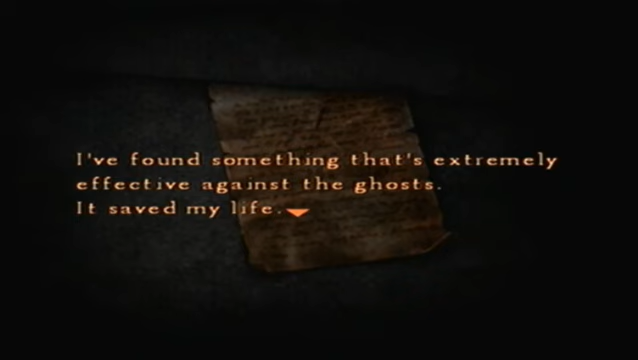 I've found something that's extremely
effective against the ghosts.
It saved my life.